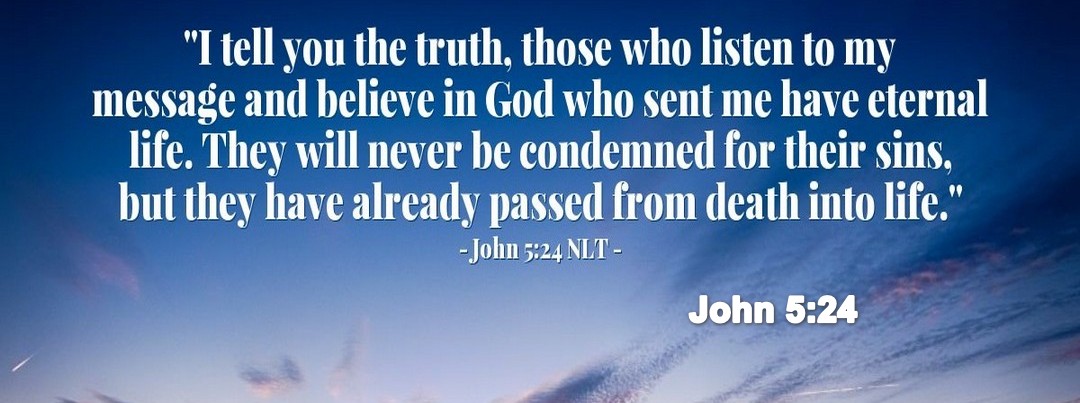 "I tell you the truth, those who listen to my
message and believe in God who sent me have eternal
life. They will never be condemned for their sins,
but they have already passed from death into life."
- John 5:24 NLT -
John 5:24